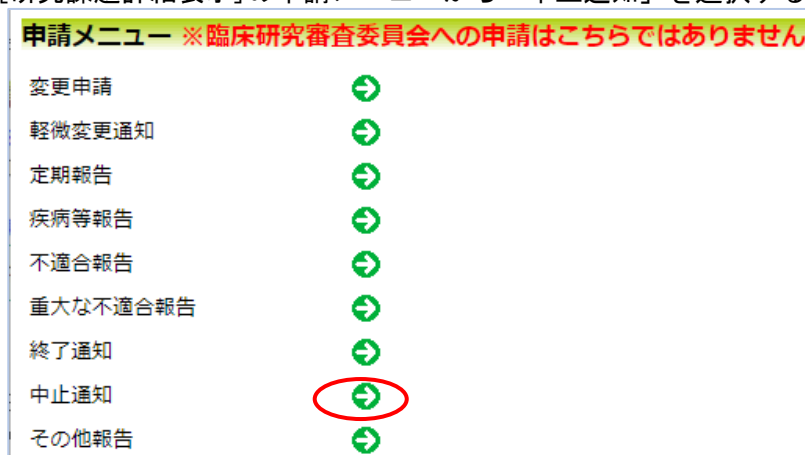 申請メニュー ※臨床研究審査委員会への申請はこちらではありません
変更申請
軽微変更通知
定期報告
疾病等報告
不適合報告
重大な不適合報告
終了通知
中止通知
その他報告